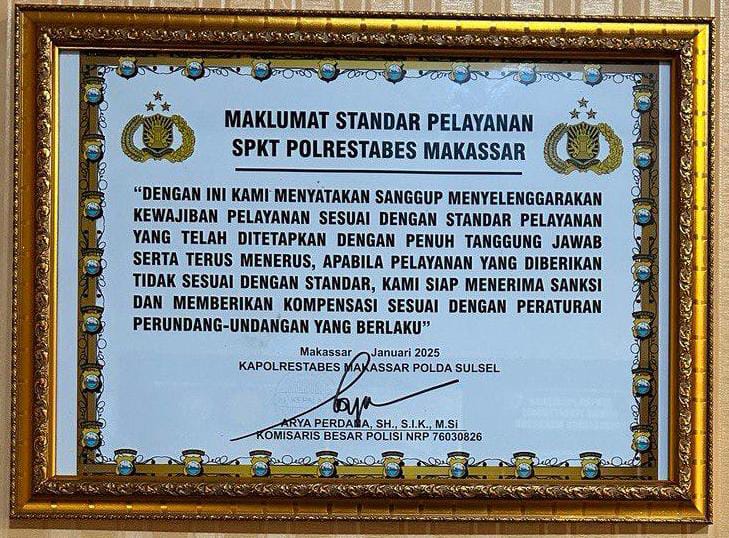 MAKLUMAT STANDAR PELAYANAN
SPKT POLRESTABES MAKASSAR
“DENGAN INI KAMI MENYATAKAN SANGGUP MENYELENGGARAKAN
KEWAJIBAN PELAYANAN SESUAI DENGAN STANDAR PELAYANAN
YANG TELAH DITETAPKAN DENGAN PENUH TANGGUNG JAWAB
SERTA TERUS MENERUS, APABILA PELAYANAN YANG DIBERIKAN
TIDAK SESUAI DENGAN STANDAR, KAMI SIAP MENERIMA SANKSI
DAN MEMBERIKAN KOMPENSASI SESUAI DENGAN PERATURAN
PERUNDANG-UNDANGAN YANG BERLAKU”
Makassar Januari 2025
KAPOLRESTABES MAKASSAR POLDA SULSEL
ARYA PERDANA, SH., S.I.K., M.Si
KOMISARIS BESAR POLISI NRP 76030826